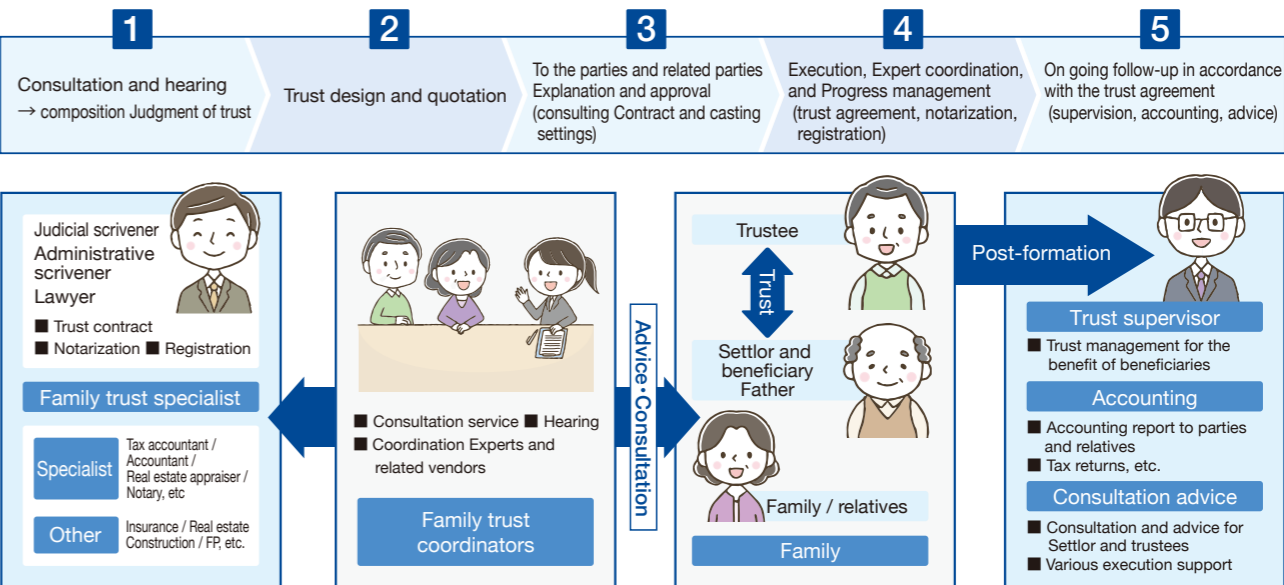 1
Consultation and hearing
→ composition Judgment of trust
2
Trust design and quotation
3
To the parties and related parties
Explanation and approval
(consulting Contract and casting
settings)
4
Execution, Expert coordination,
and Progress management
(trust agreement, notarization,
registration)
5
On going follow-up in accordance
with the trust agreement
(supervision, accounting, advice)
Judicial scrivener
Administrative
scrivener
Lawyer
■ Trust contract
■ Notarization ■ Registration
Family trust specialist
Specialist
Tax accountant /
Accountant /
Real estate appraiser /
Notary, etc
Other
Insurance / Real estate
Construction / FP, etc.
■ Consultation service ■ Hearing
■ Coordination Experts and
related vendors
Family trust
coordinators
Advice・Consultation
Trustee
Trust
Settlor and
beneficiary
Father
Family / relatives
Family
Post-formation
Trust supervisor
■ Trust management for the
benefit of beneficiaries
Accounting
■ Accounting report to parties
and relatives
■ Tax returns, etc.
Consultation advice
■ Consultation and advice for
Settlor and trustees
■ Various execution support